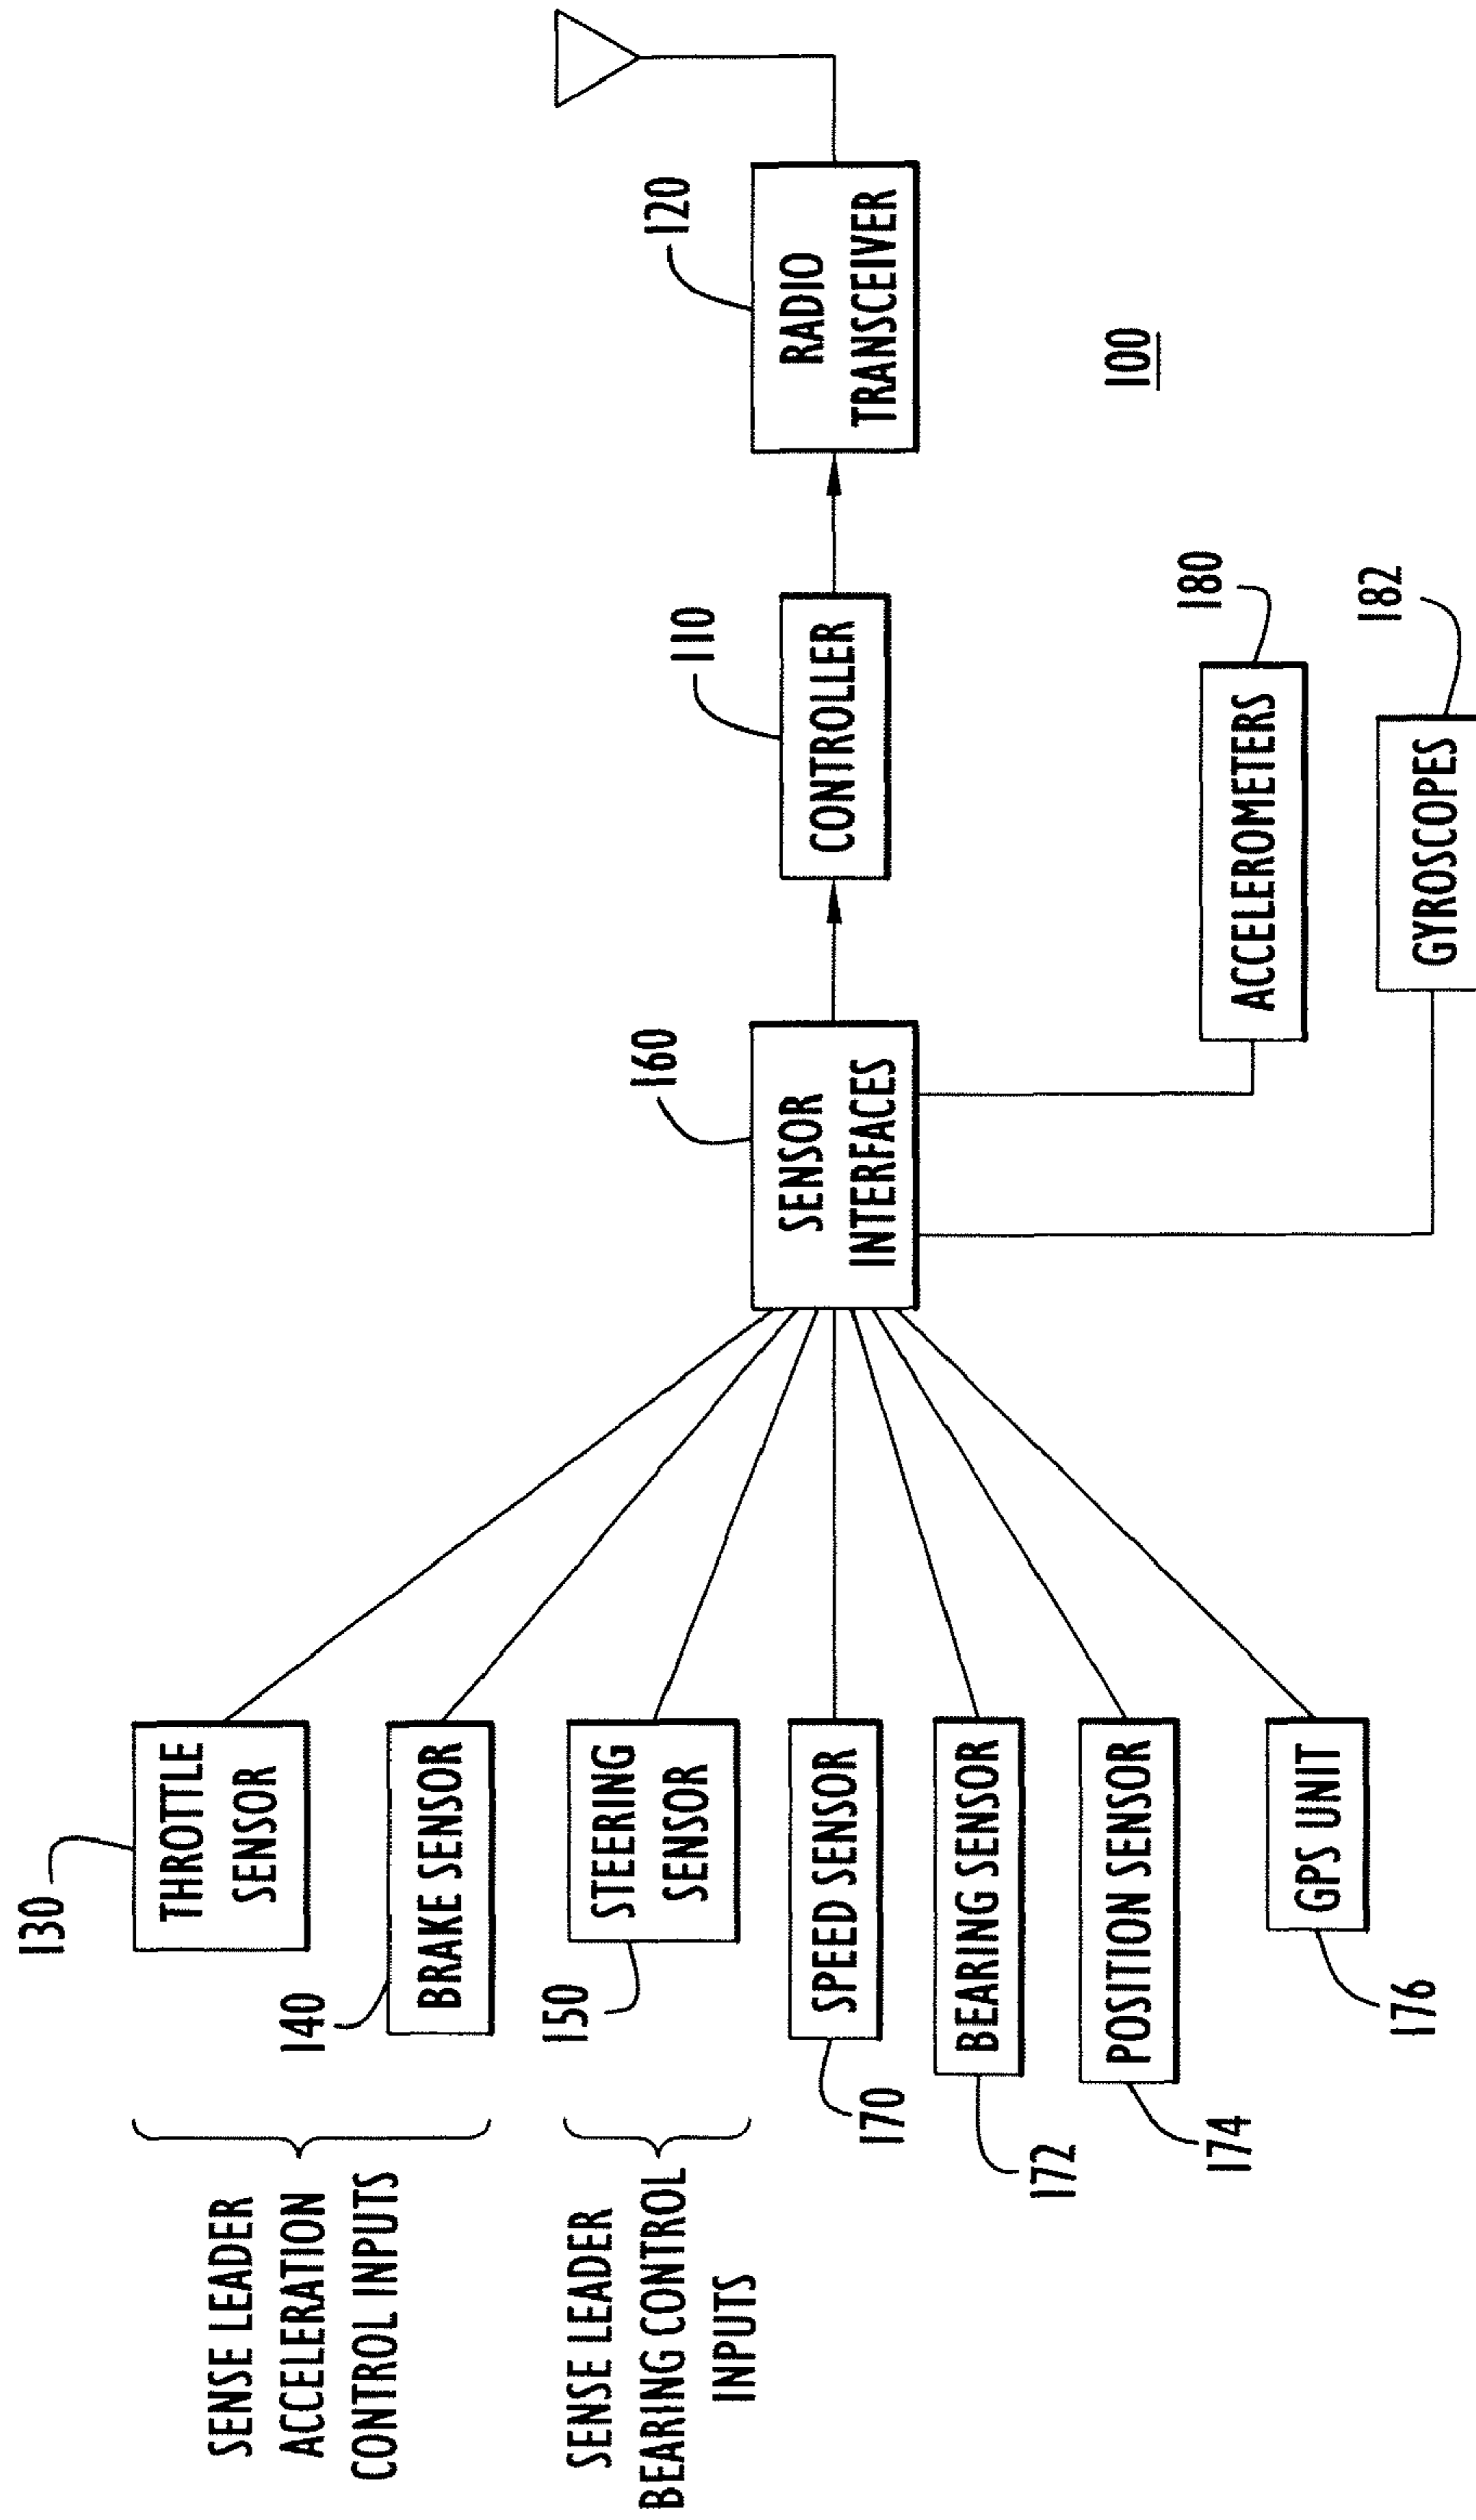 130
THROTTLE
SENSOR
140
BRAKE SENSOR
SENSE LEADER
ACCELERATION
CONTROL INPUTS
150
STEERING
SENSOR
SENSE LEADER
BEARING CONTROL
INPUTS
SPEED SENSOR
170
BEARING SENSOR
172
POSITION SENSOR
174
GPS UNIT
176
160
SENSOR
INTERFACES
110
CONTROLLER
120
RADIO
TRANSCEIVER
100
180
ACCELEROMETERS
182
GYROSCOPES